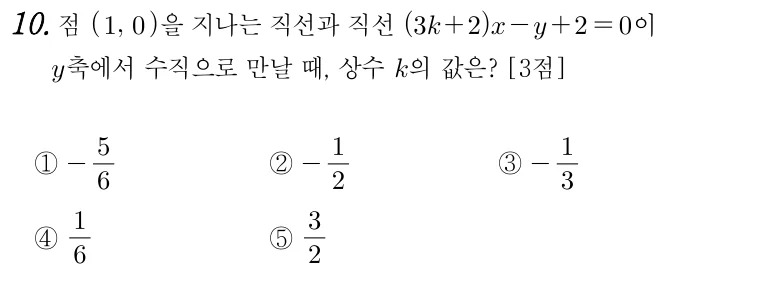 10. 점 (1, 0)을 지나는 직선과 직선 (3k+2)x−y+2=0이
y축에서 수직으로 만날 때, 상수 k의 값은? [3점]
① −5/6 ② −1/2 ③ −1/3
④ 1/6 ⑤ 3/2